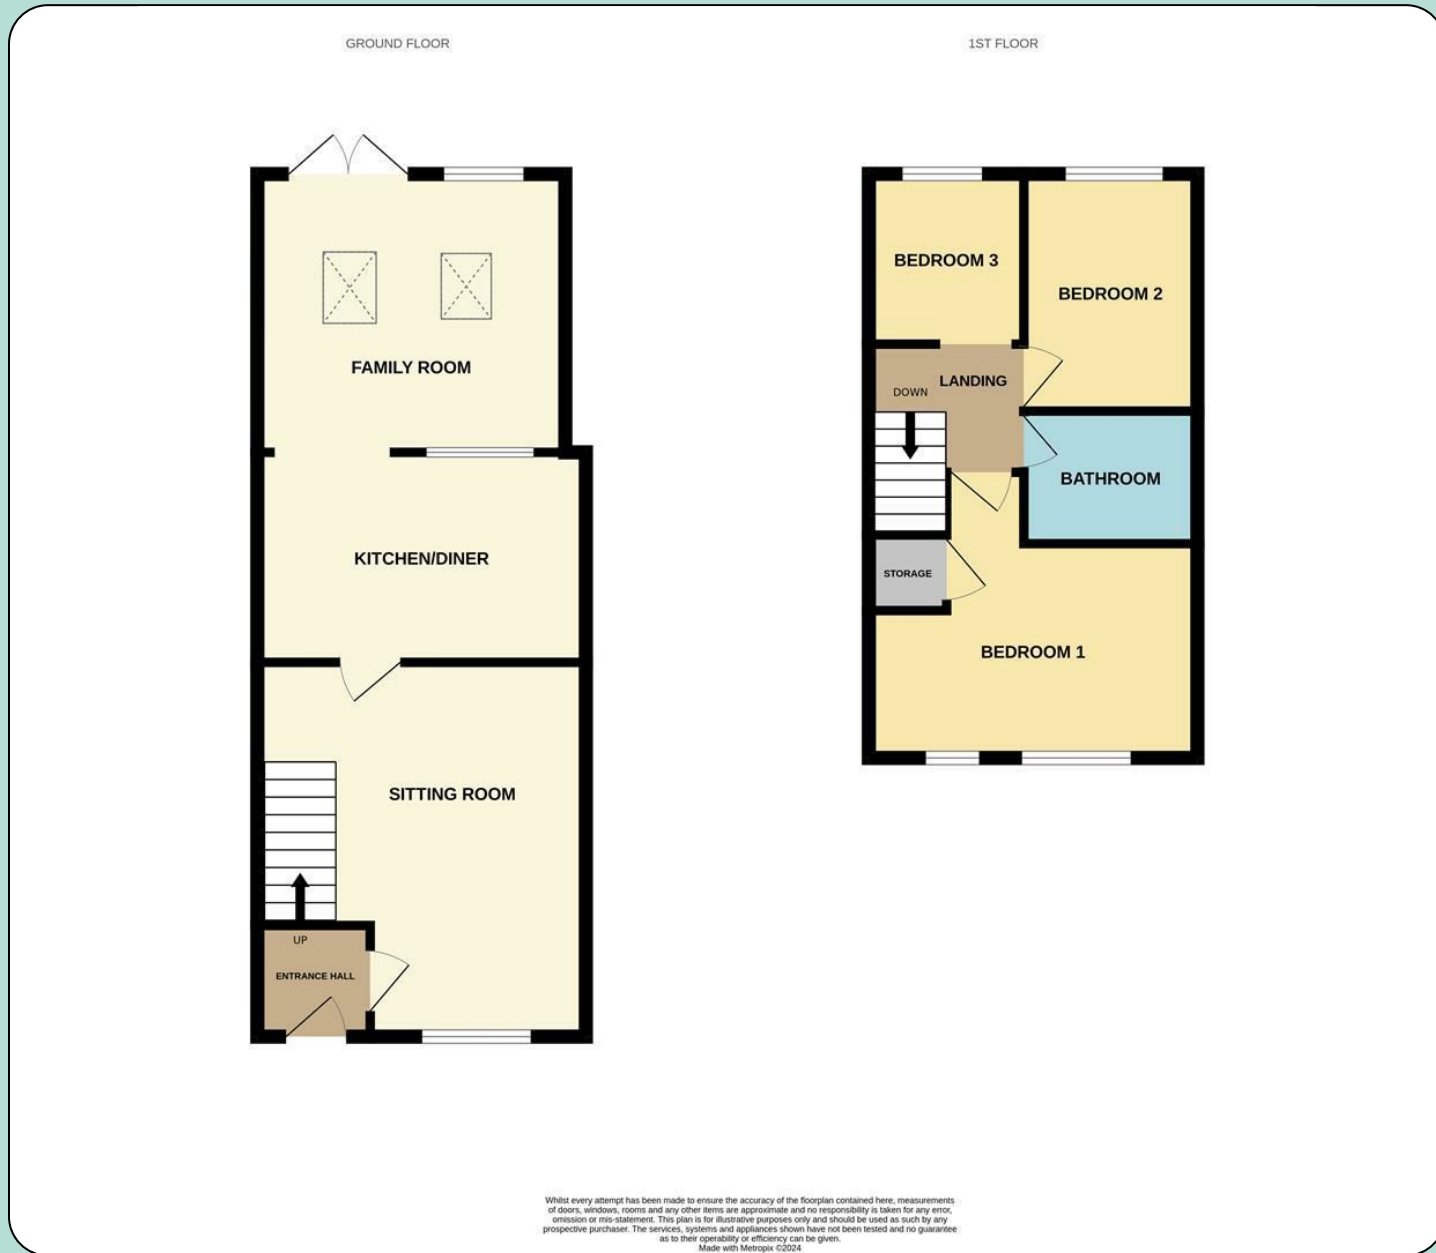 GROUND FLOOR
1ST FLOOR
FAMILY ROOM
KITCHEN/DINER
SITTING ROOM
UP
ENTRANCE HALL
BEDROOM 3
BEDROOM 2
LANDING
DOWN
BATHROOM
STORAGE
BEDROOM 1
Whilst every attempt has been made to ensure the accuracy of the floorplan contained here, measurements
of doors, windows, rooms and any other items are approximate and no responsibility is taken for any error,
omission or mis-statement. This plan is for illustrative purposes only and should be used as such by any
prospective purchaser. The services, systems and appliances shown have not been tested and no guarantee
as to their operability or efficiency can be given.
Made with Metropix ©2024